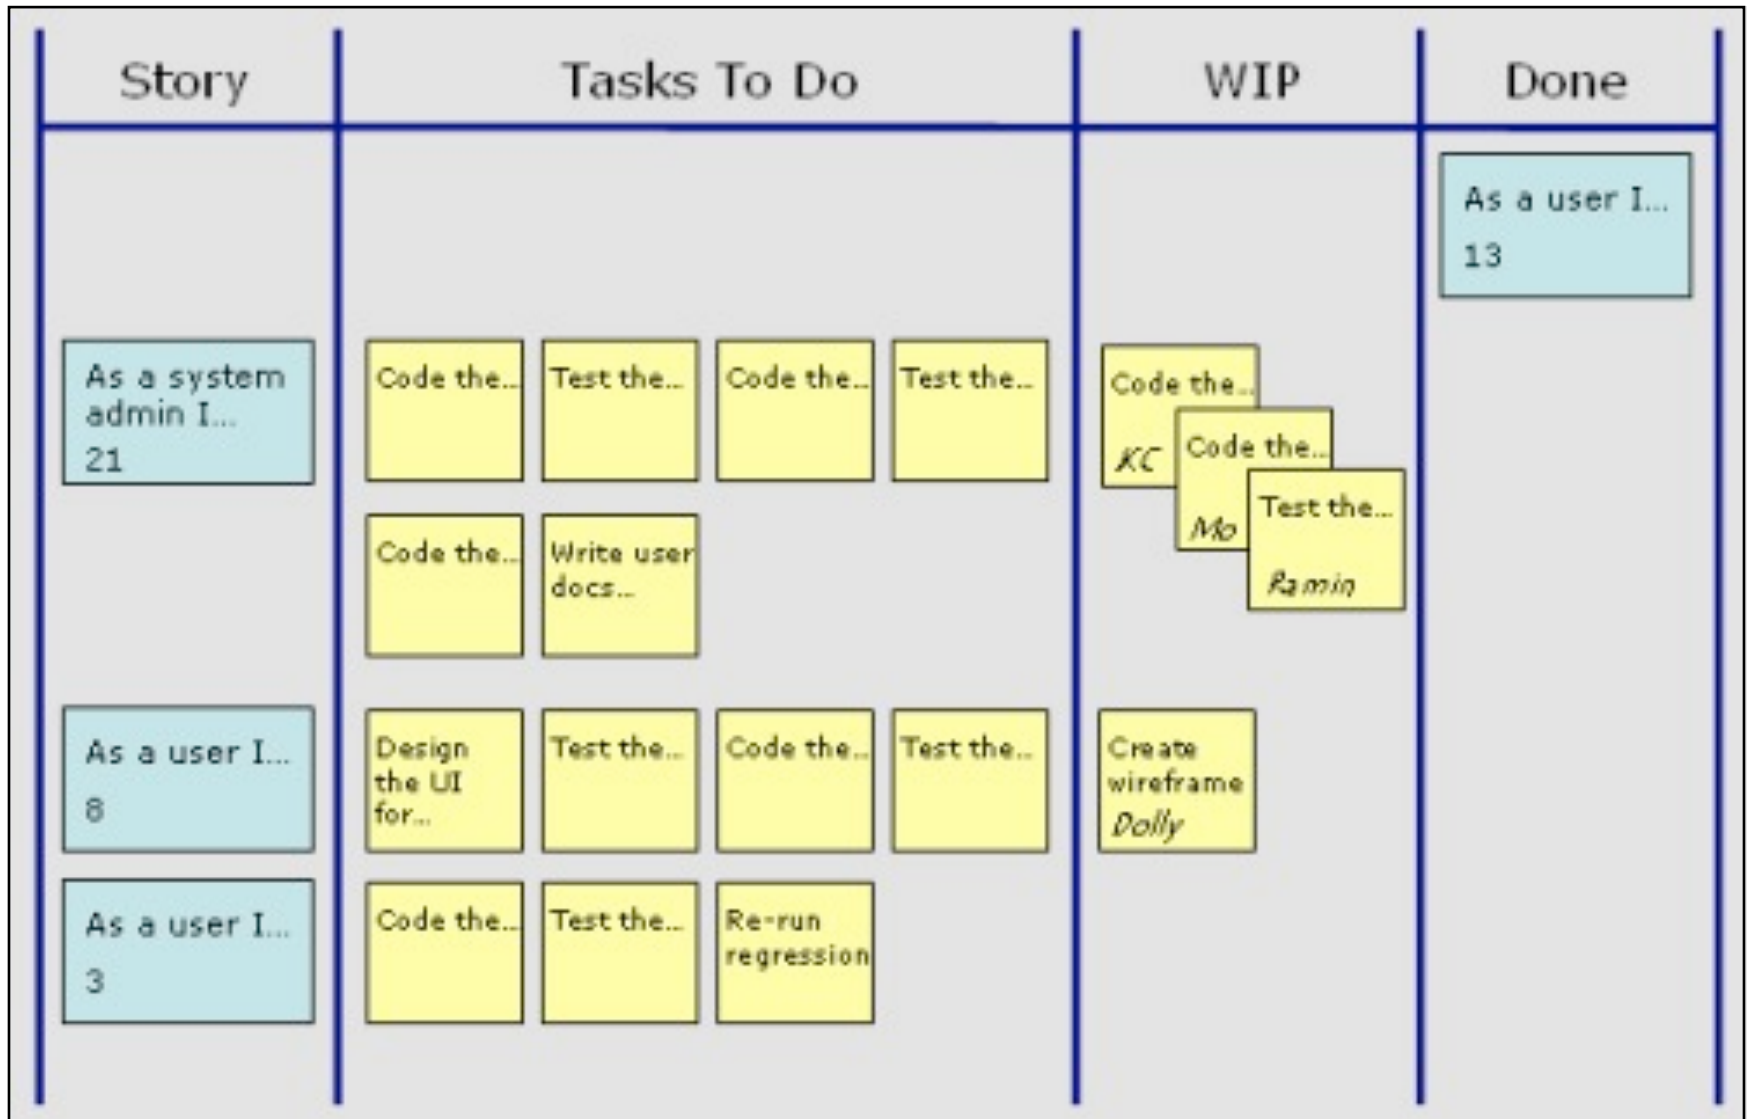 Story
Tasks To Do
WIP
Done
As a user I...
13
As a system
admin I...
21
Code the...
Test the...
Code the...
Test the...
Code the...
Write user
docs...
Code the...
KC
Code the...
Mo
Test the...
Ramin
As a user I...
8
Design
the UI
for...
Test the...
Code the...
Test the...
Create
wireframe
Dolly
As a user I...
3
Code the...
Test the...
Re-run
regression